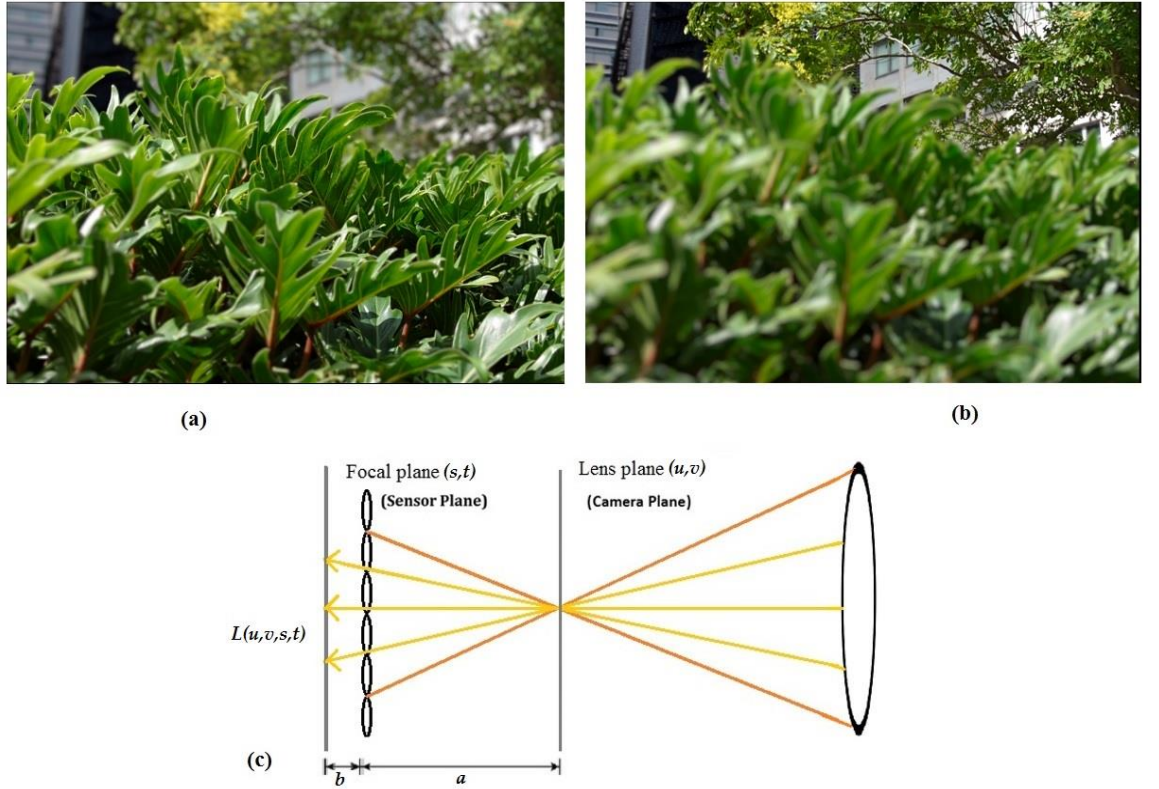 (a)
(b)
Focal plane (s,t)
(Sensor Plane)
Lens plane (u,v)
(Camera Plane)
L(u,v,s,t)
(c)
b
a